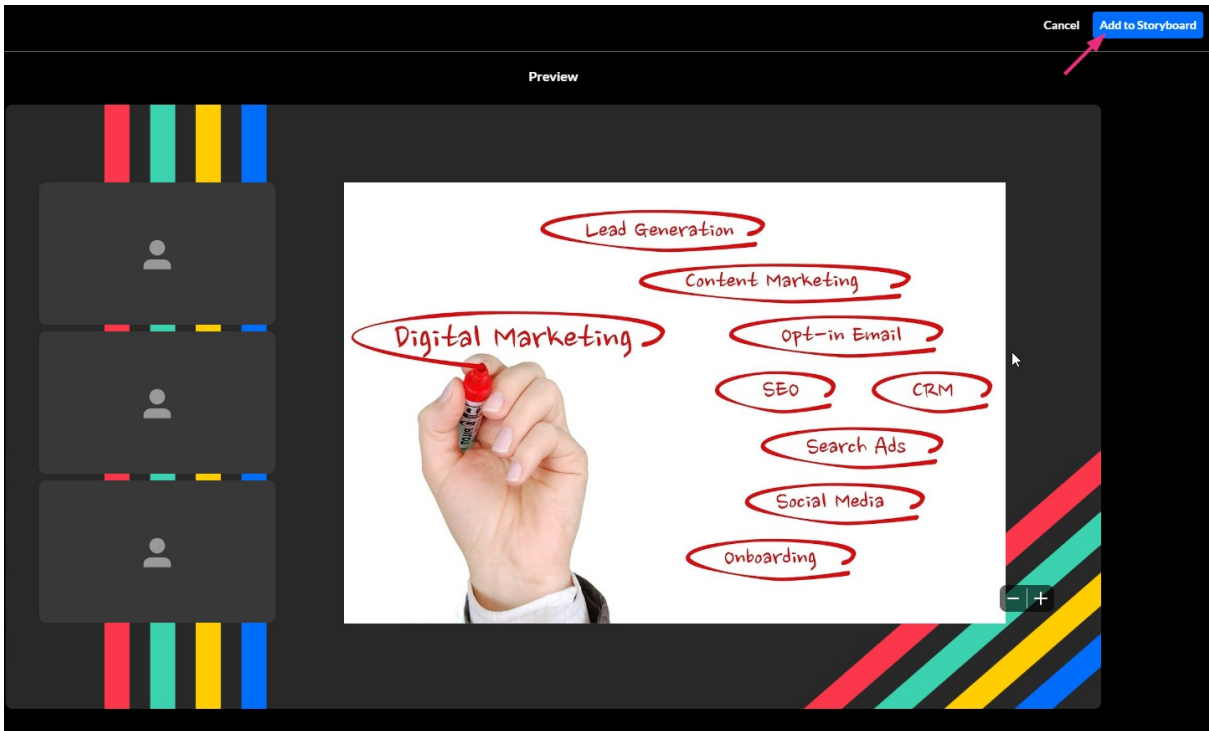 Cancel
Add to Storyboard
Preview
Lead Generation
Content Marketing
Digital Marketing
Opt-in Email
SEO
CRM
Search Ads
Social Media
Onboarding